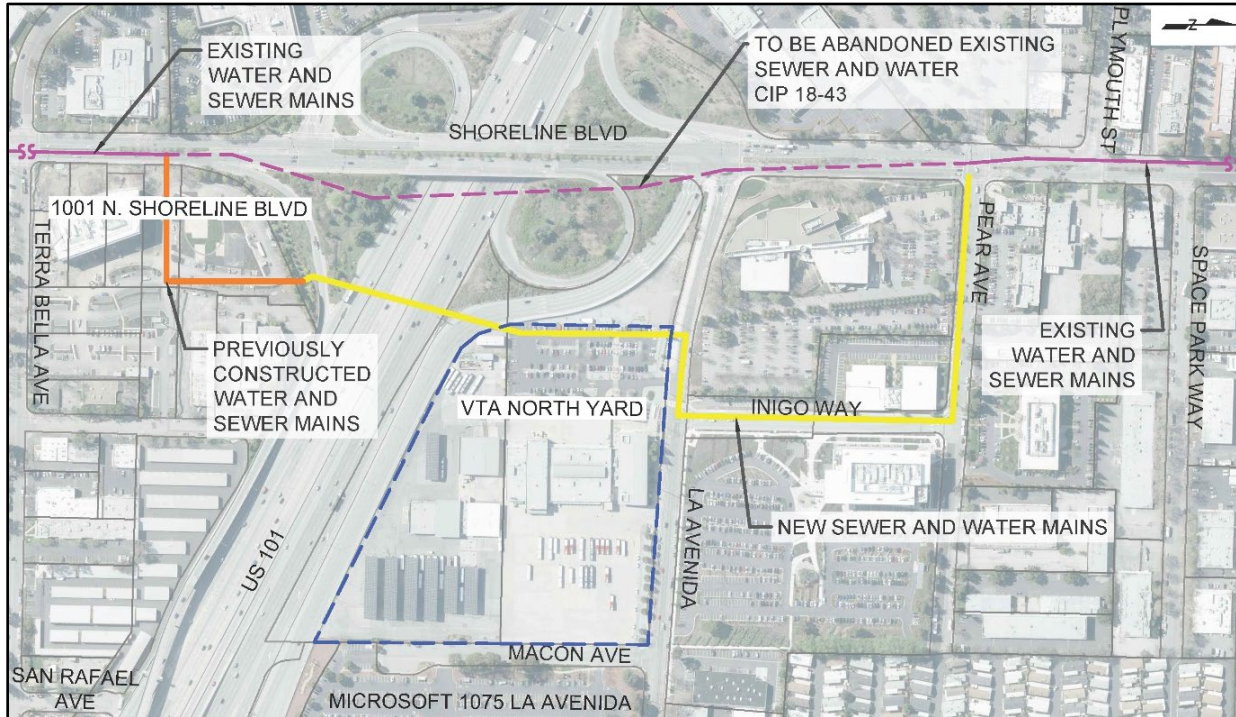 EXISTING
WATER AND
SEWER MAINS
TO BE ABANDONED EXISTING
SEWER AND WATER
CIP 18-43
PLYMOUTH ST
Z
SHORELINE BLVD
1001 N. SHORELINE BLVD
TERRA BELLA AVE
PEAR AVE
SPACE PARK WAY
PREVIOUSLY
CONSTRUCTED
WATER AND
SEWER MAINS
EXISTING
WATER AND
SEWER MAINS
VTA NORTH YARD
INIGO WAY
US 101
LA AVENIDA
NEW SEWER AND WATER MAINS
MACON AVE
SAN RAFAEL
AVE
MICROSOFT 1075 LA AVENIDA